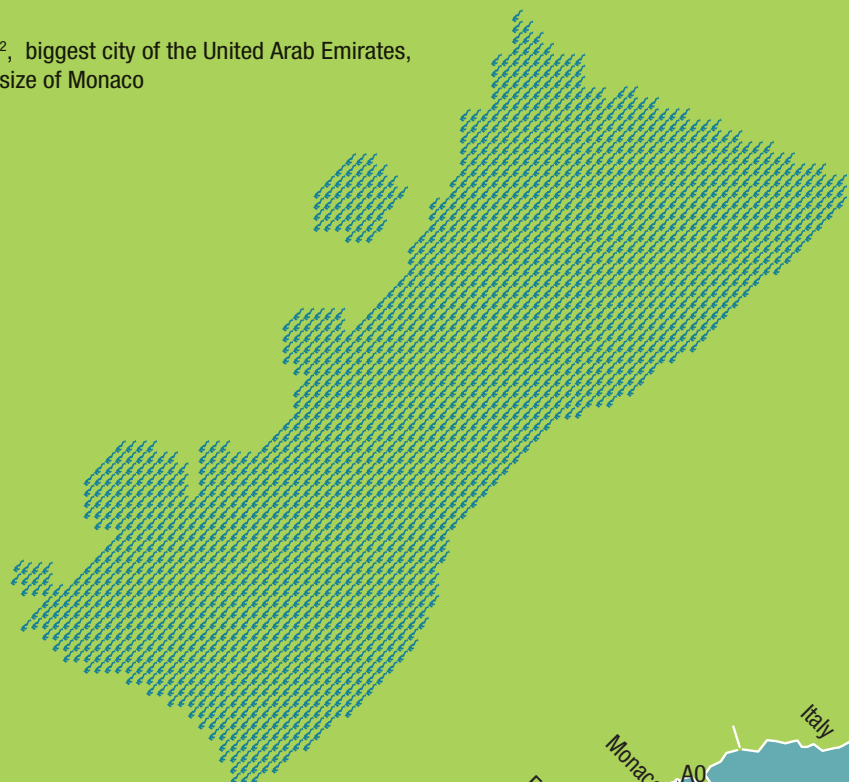 ², biggest city of the United Arab Emirates,
size of Monaco
Italy
Monaco
A0